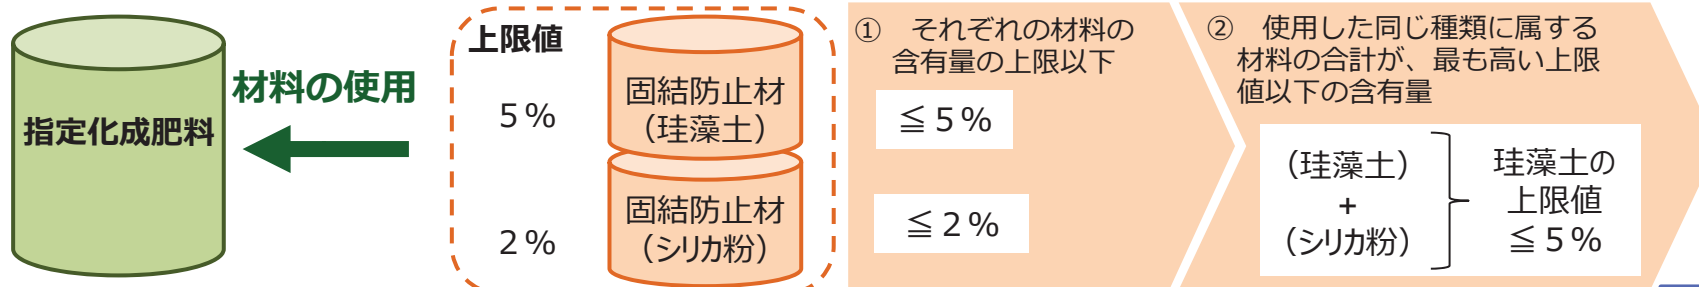 指定化成肥料
材料の使用
上限値
5%
固結防止材
（珪藻土）
2%
固結防止材
（シリカ粉）
① それぞれの材料の
含有量の上限以下
≦5%
≦2%
② 使用した同じ種類に属する
材料の合計が、最も高い上限
値以下の含有量
（珪藻土）
+
（シリカ粉）
珪藻土の
上限値
≦5%